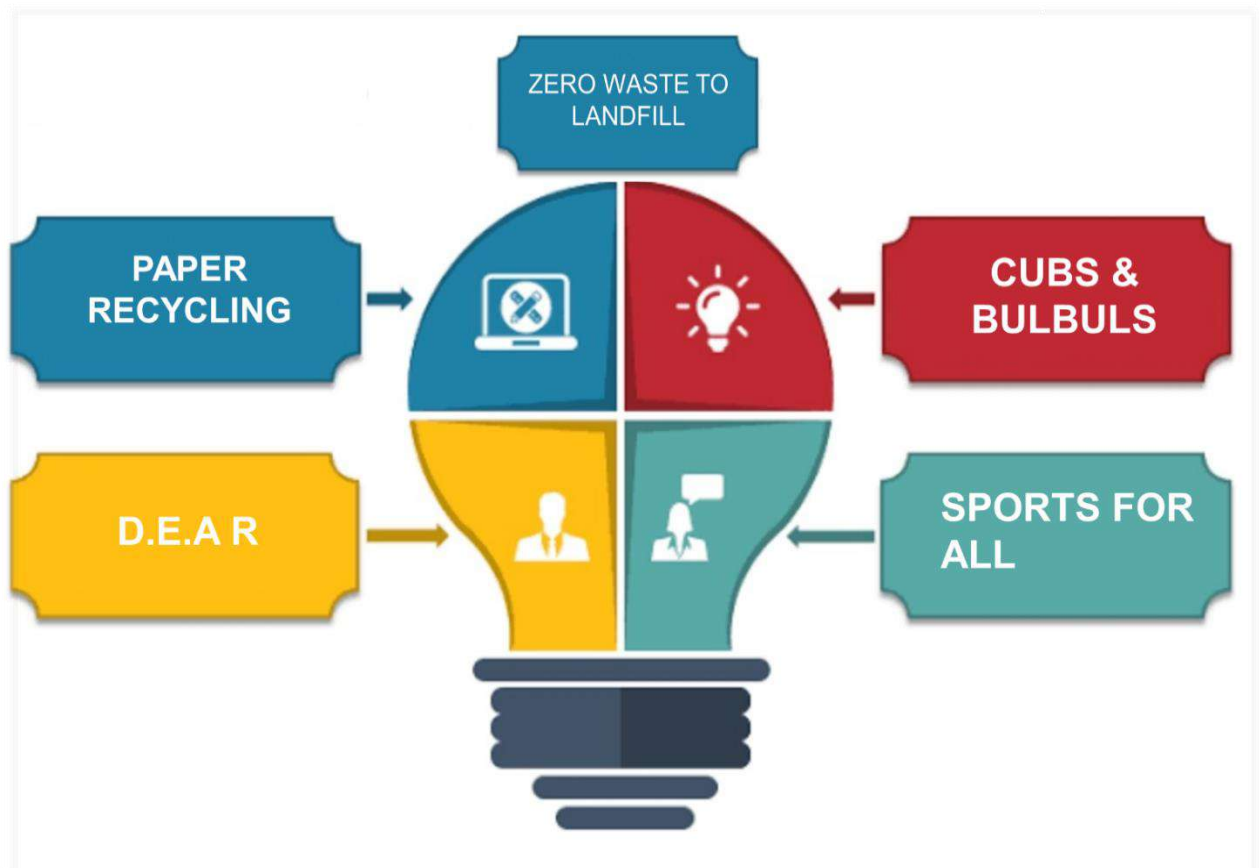 ZERO WASTE TO
LANDFILL
PAPER
RECYCLING
CUBS &
BULBULS
D.E.A R
SPORTS FOR
ALL